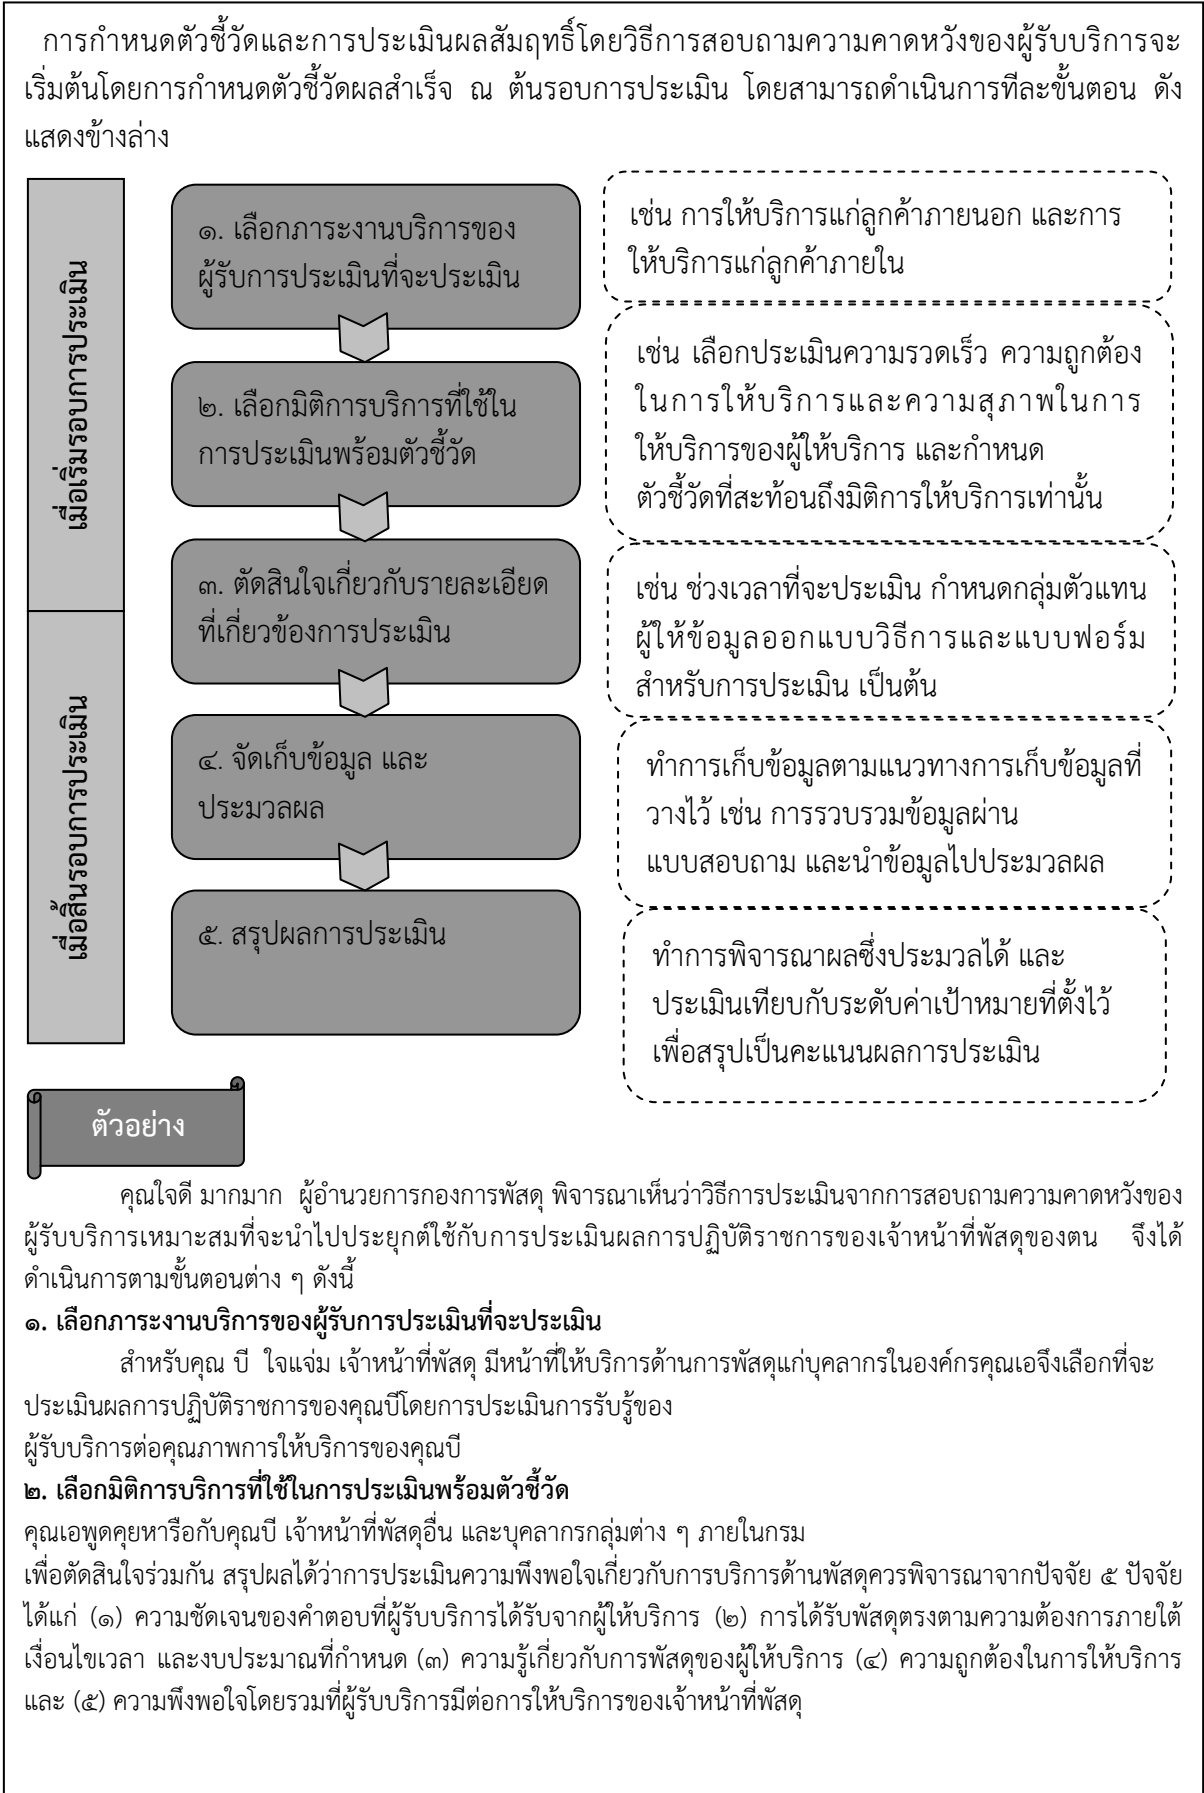 การกำหนดตัวชี้วัดและการประเมินผลสัมฤทธิ์โดยวิธีการสอบถามความคาดหวังของผู้รับบริการจะ
เริ่มต้นโดยการกำหนดตัวชี้วัดผลสำเร็จ ณ ต้นรอบการประเมิน โดยสามารถดำเนินการทีละขั้นตอน ดัง
แสดงข้างล่าง
เมื่อเริ่มรอบการประเมิน
๑. เลือกภาระงานบริการของ
ผู้รับการประเมินที่จะประเมิน
เช่น การให้บริการแก่ลูกค้าภายนอก และการ
ให้บริการแก่ลูกค้าภายใน
๒. เลือกมิติการบริการที่ใช้ใน
การประเมินพร้อมตัวชี้วัด
เช่น เลือกประเมินความรวดเร็ว ความถูกต้อง
ในการให้บริการและความสุภาพในการ
ให้บริการของผู้ให้บริการ และกำหนด
ตัวชี้วัดที่สะท้อนถึงมิติการให้บริการเท่านั้น
๓. ตัดสินใจเกี่ยวกับรายละเอียด
ที่เกี่ยวข้องการประเมิน
เช่น ช่วงเวลาที่จะประเมิน กำหนดกลุ่มตัวแทน
ผู้ให้ข้อมูลออกแบบวิธีการและแบบฟอร์ม
สำหรับการประเมิน เป็นต้น
เมื่อสิ้นรอบการประเมิน
๔. จัดเก็บข้อมูล และ
ประมวลผล
ทำการเก็บข้อมูลตามแนวทางการเก็บข้อมูลที่
วางไว้ เช่น การรวบรวมข้อมูลผ่าน
แบบสอบถาม และนำข้อมูลไปประมวลผล
๕. สรุปผลการประเมิน
ทำการพิจารณาผลซึ่งประมวลได้ และ
ประเมินเทียบกับระดับค่าเป้าหมายที่ตั้งไว้
เพื่อสรุปเป็นคะแนนผลการประเมิน
ตัวอย่าง
คุณใจดี มากมาก ผู้อำนวยการกองการพัสดุ พิจารณาเห็นว่าวิธีการประเมินจากการสอบถามความคาดหวังของ
ผู้รับบริการเหมาะสมที่จะนำไปประยุกต์ใช้กับการประเมินผลการปฏิบัติราชการของเจ้าหน้าที่พัสดุของตน จึงได้
ดำเนินการตามขั้นตอนต่าง ๆ ดังนี้
๑. เลือกภาระงานบริการของผู้รับการประเมินที่จะประเมิน
สำหรับคุณ บี ใจแจ่ม เจ้าหน้าที่พัสดุ มีหน้าที่ให้บริการด้านการพัสดุแก่บุคลากรในองค์กรคุณเอจึงเลือกที่จะ
ประเมินผลการปฏิบัติราชการของคุณบีโดยการประเมินการรับรู้ของ
ผู้รับบริการต่อคุณภาพการให้บริการของคุณบี
๒. เลือกมิติการบริการที่ใช้ในการประเมินพร้อมตัวชี้วัด
คุณเอพูดคุยหารือกับคุณบี เจ้าหน้าที่พัสดุอื่น และบุคลากรกลุ่มต่าง ๆ ภายในกรม
เพื่อตัดสินใจร่วมกัน สรุปผลได้ว่าการประเมินความพึงพอใจเกี่ยวกับการบริการด้านพัสดุควรพิจารณาจากปัจจัย ๕ ปัจจัย
ได้แก่ (๑) ความชัดเจนของคำตอบที่ผู้รับบริการได้รับจากผู้ให้บริการ (๒) การได้รับพัสดุตรงตามความต้องการภายใต้
เงื่อนไขเวลา และงบประมาณที่กำหนด (๓) ความรู้เกี่ยวกับการพัสดุของผู้ให้บริการ (๔) ความถูกต้องในการให้บริการ
และ (๕) ความพึงพอใจโดยรวมที่ผู้รับบริการมีต่อการให้บริการของเจ้าหน้าที่พัสดุ